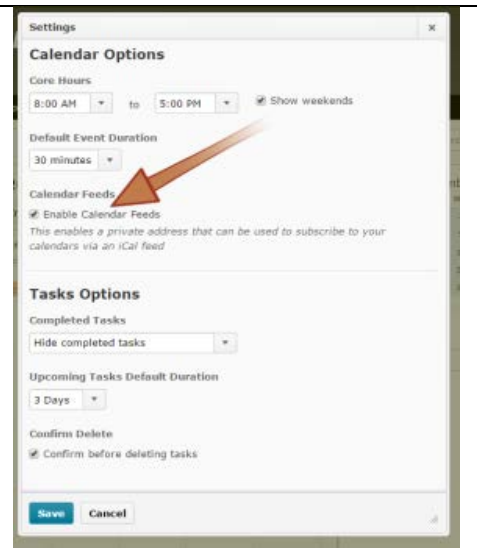 Settings
Calendar Options
Core Hours
8:00 AM to 5:00 PM Show weekends
Default Event Duration
30 minutes
Calendar Feeds
Enable Calendar Feeds
This enables a private address that can be used to subscribe to your
calendars via an iCal feed
Tasks Options
Completed Tasks
Hide completed tasks
Upcoming Tasks Default Duration
3 Days
Confirm Delete
Confirm before deleting tasks
Save Cancel